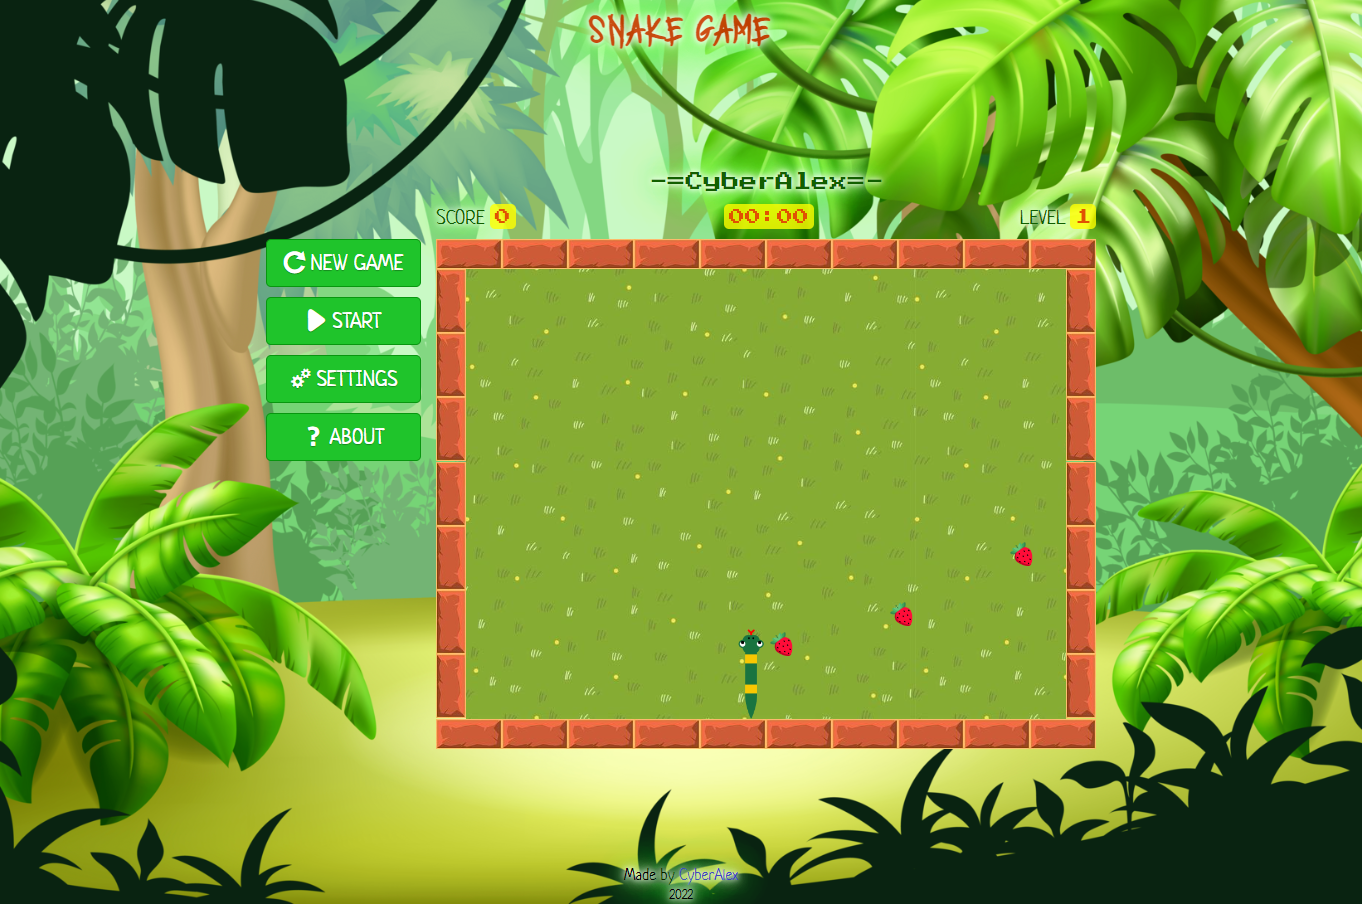 SNAKE GAME
-=CyberAlex=-
SCORE 0
00:00
LEVEL 1
NEW GAME
START
SETTINGS
? ABOUT
Made by CyberAlex
2022